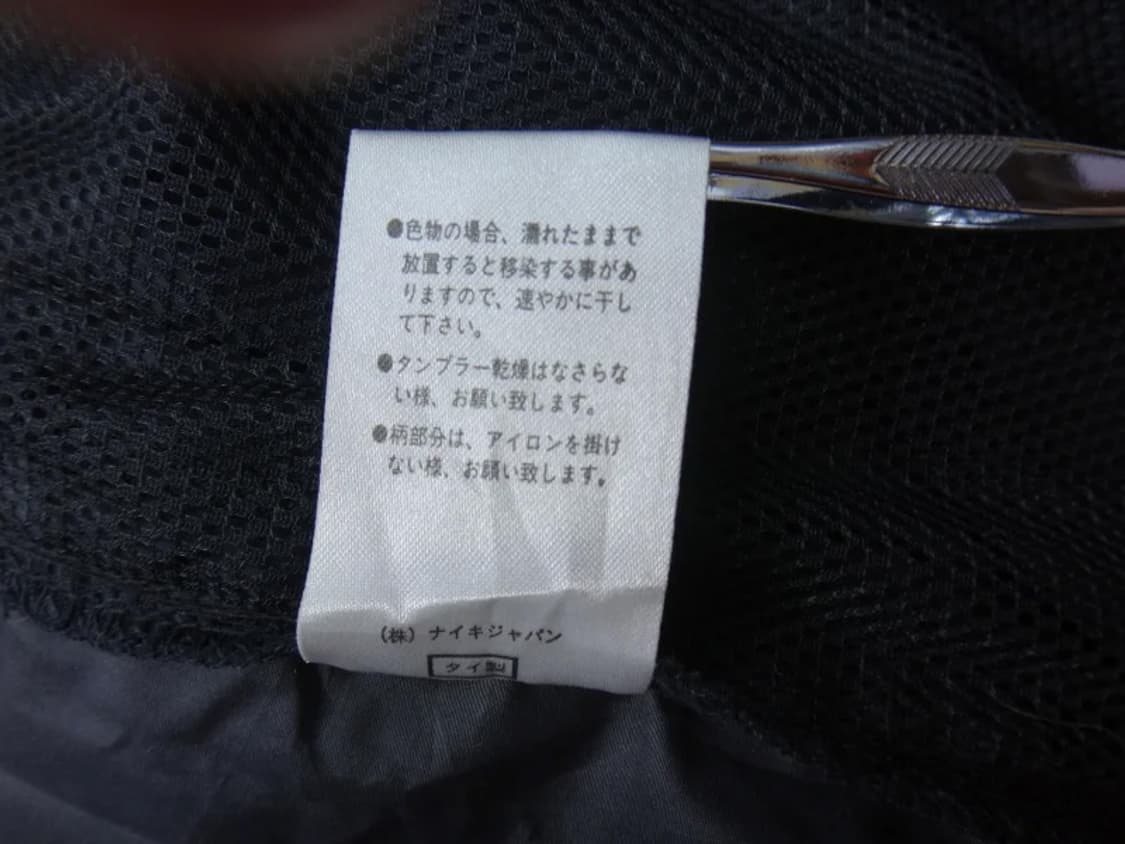 ●色物の場合、濡れたままで
放置すると移染する事があ
りますので、速やかに干し
て下さい。
●タンブラー乾燥はなさらな
い様、お願い致します。
●柄部分は、アイロンを掛け
ない様、お願い致します。
(株) ナイキジャパン
タイ製